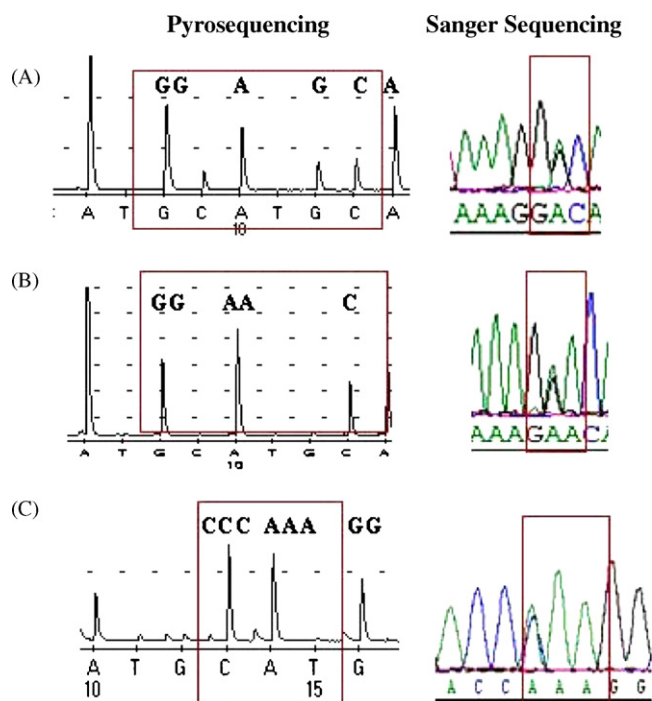 Pyrosequencing Sanger Sequencing
(A)
GG A G C A
: A T G C A T G C A
10
AAAGGACA
(B)
GG AA C
A T G C A T G C A
10
AAAGAACA
(C)
CCC AAA GG
A T G C A T G
10 15
A C C A A A G G